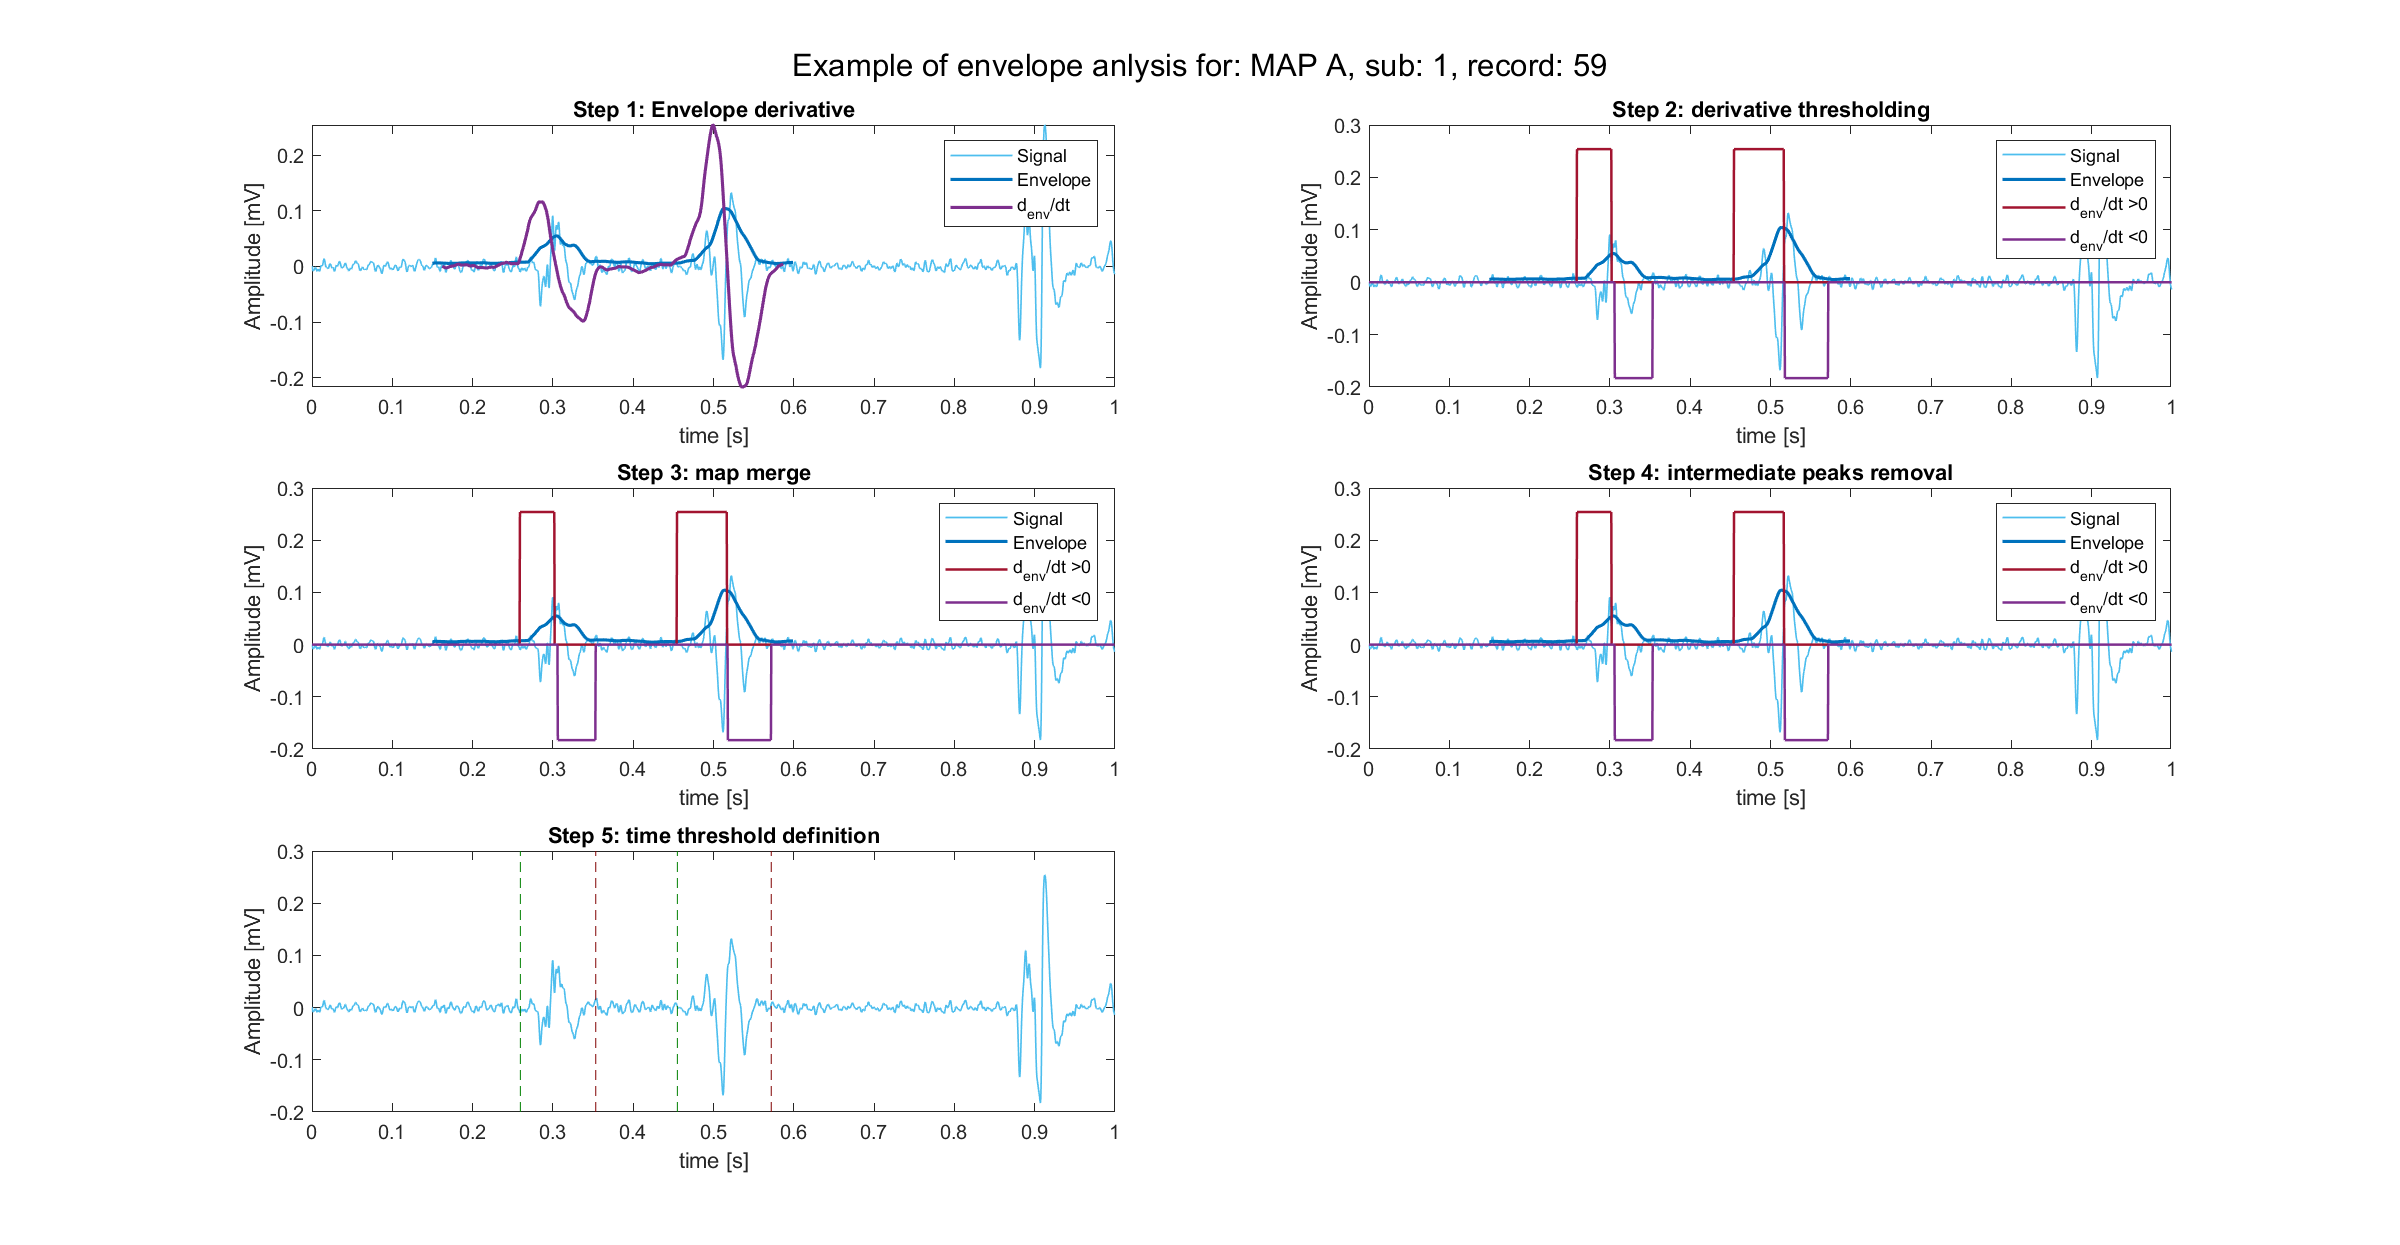 Example of envelope anlysis for: MAP A, sub: 1, record: 59
Step 1: Envelope derivative
Amplitude [mV]
0.2
0.1
0
-0.1
-0.2
Signal
Envelope
d_env/dt
0 0.1 0.2 0.3 0.4 0.5 0.6 0.7 0.8 0.9 1
time [s]
Step 2: derivative thresholding
Amplitude [mV]
0.3
0.2
0.1
0
-0.1
-0.2
Signal
Envelope
d_env/dt >0
d_env/dt <0
0 0.1 0.2 0.3 0.4 0.5 0.6 0.7 0.8 0.9 1
time [s]
Step 3: map merge
Amplitude [mV]
0.3
0.2
0.1
0
-0.1
-0.2
Signal
Envelope
d_env/dt >0
d_env/dt <0
0 0.1 0.2 0.3 0.4 0.5 0.6 0.7 0.8 0.9 1
time [s]
Step 4: intermediate peaks removal
Amplitude [mV]
0.3
0.2
0.1
0
-0.1
-0.2
Signal
Envelope
d_env/dt >0
d_env/dt <0
0 0.1 0.2 0.3 0.4 0.5 0.6 0.7 0.8 0.9 1
time [s]
Step 5: time threshold definition
Amplitude [mV]
0.3
0.2
0.1
0
-0.1
-0.2
0 0.1 0.2 0.3 0.4 0.5 0.6 0.7 0.8 0.9 1
time [s]